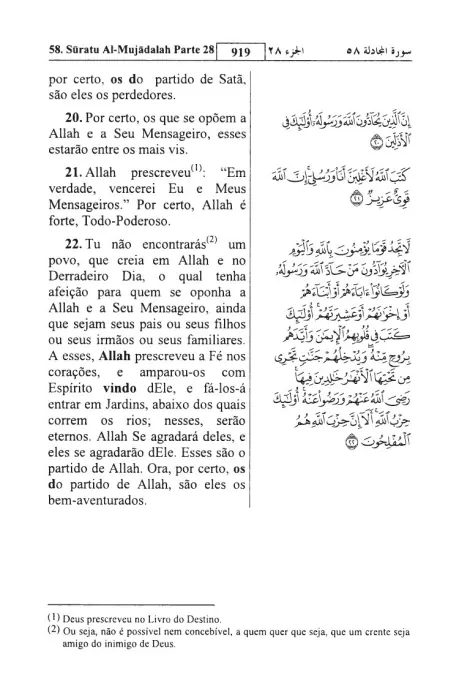 58. Sūratu Al-Mujādalah Parte 28 919 الجزء ٢٨ سورة المجادلة ٥٨
por certo, os do partido de Satã,
são eles os perdedores.
20. Por certo, os que se opõem a
Allah e a Seu Mensageiro, esses
estarão entre os mais vis.
21. Allah prescreveu(1): “Em
verdade, vencerei Eu e Meus
Mensageiros.” Por certo, Allah é
forte, Todo-Poderoso.
22. Tu não encontrarás(2) um
povo, que creia em Allah e no
Derradeiro Dia, o qual tenha
afeição para quem se oponha a
Allah e a Seu Mensageiro, ainda
que sejam seus pais ou seus filhos
ou seus irmãos ou seus familiares.
A esses, Allah prescreveu a Fé nos
corações, e amparou-os com
Espírito vindo dEle, e fá-los-á
entrar em Jardins, abaixo dos quais
correm os rios; nesses, serão
eternos. Allah Se agradará deles, e
eles se agradarão dEle. Esses são o
partido de Allah. Ora, por certo, os
do partido de Allah, são eles os
bem-aventurados.
إِنَّ الَّذِينَ يُحَادُّونَ اللَّهَ وَرَسُولَهُ أُوْلَٰئِكَ فِي
الْأَذَلِّينَ ٢٠
كَتَبَ اللَّهُ لَأَغْلِبَنَّ أَنَا وَرُسُلِي إِنَّ اللَّهَ
قَوِيٌّ عَزِيزٌ ٢١
لَّا تَجِدُ قَوْمًا يُؤْمِنُونَ بِاللَّهِ وَالْيَوْمِ
الْآخِرِ يُوَادُّونَ مَنْ حَادَّ اللَّهَ وَرَسُولَهُ
وَلَوْ كَانُوا ءَابَاءَهُمْ أَوْ أَبْنَاءَهُمْ
أَوْ إِخْوَانَهُمْ أَوْ عَشِيرَتَهُمْ أُوْلَٰئِكَ
كَتَبَ فِي قُلُوبِهِمُ الْإِيمَانَ وَأَيَّدَهُم
بِرُوحٍ مِّنْهُ وَيُدْخِلُهُمْ جَنَّاتٍ تَجْرِي
مِن تَحْتِهَا الْأَنْهَارُ خَالِدِينَ فِيهَا
رَضِيَ اللَّهُ عَنْهُمْ وَرَضُوا عَنْهُ أُوْلَٰئِكَ
حِزْبُ اللَّهِ أَلَا إِنَّ حِزْبَ اللَّهِ هُمُ
الْمُفْلِحُونَ ٢٢
(1) Deus prescreveu no Livro do Destino.
(2) Ou seja, não é possível nem concebível, a quem quer que seja, que um crente seja
amigo do inimigo de Deus.